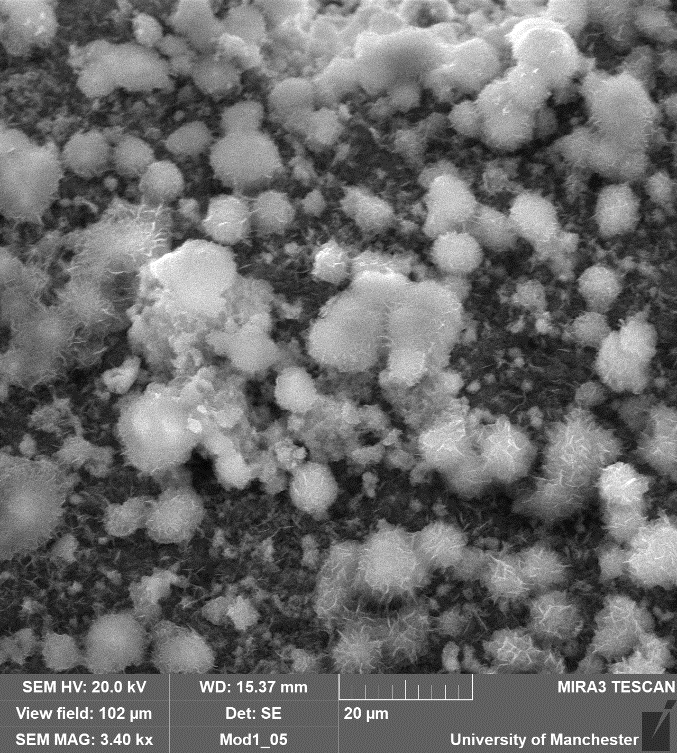 SEM HV: 20.0 kV WD: 15.37 mm MIRA3 TESCAN
View field: 102 µm Det: SE 20 µm
SEM MAG: 3.40 kx Mod1_05 University of Manchester